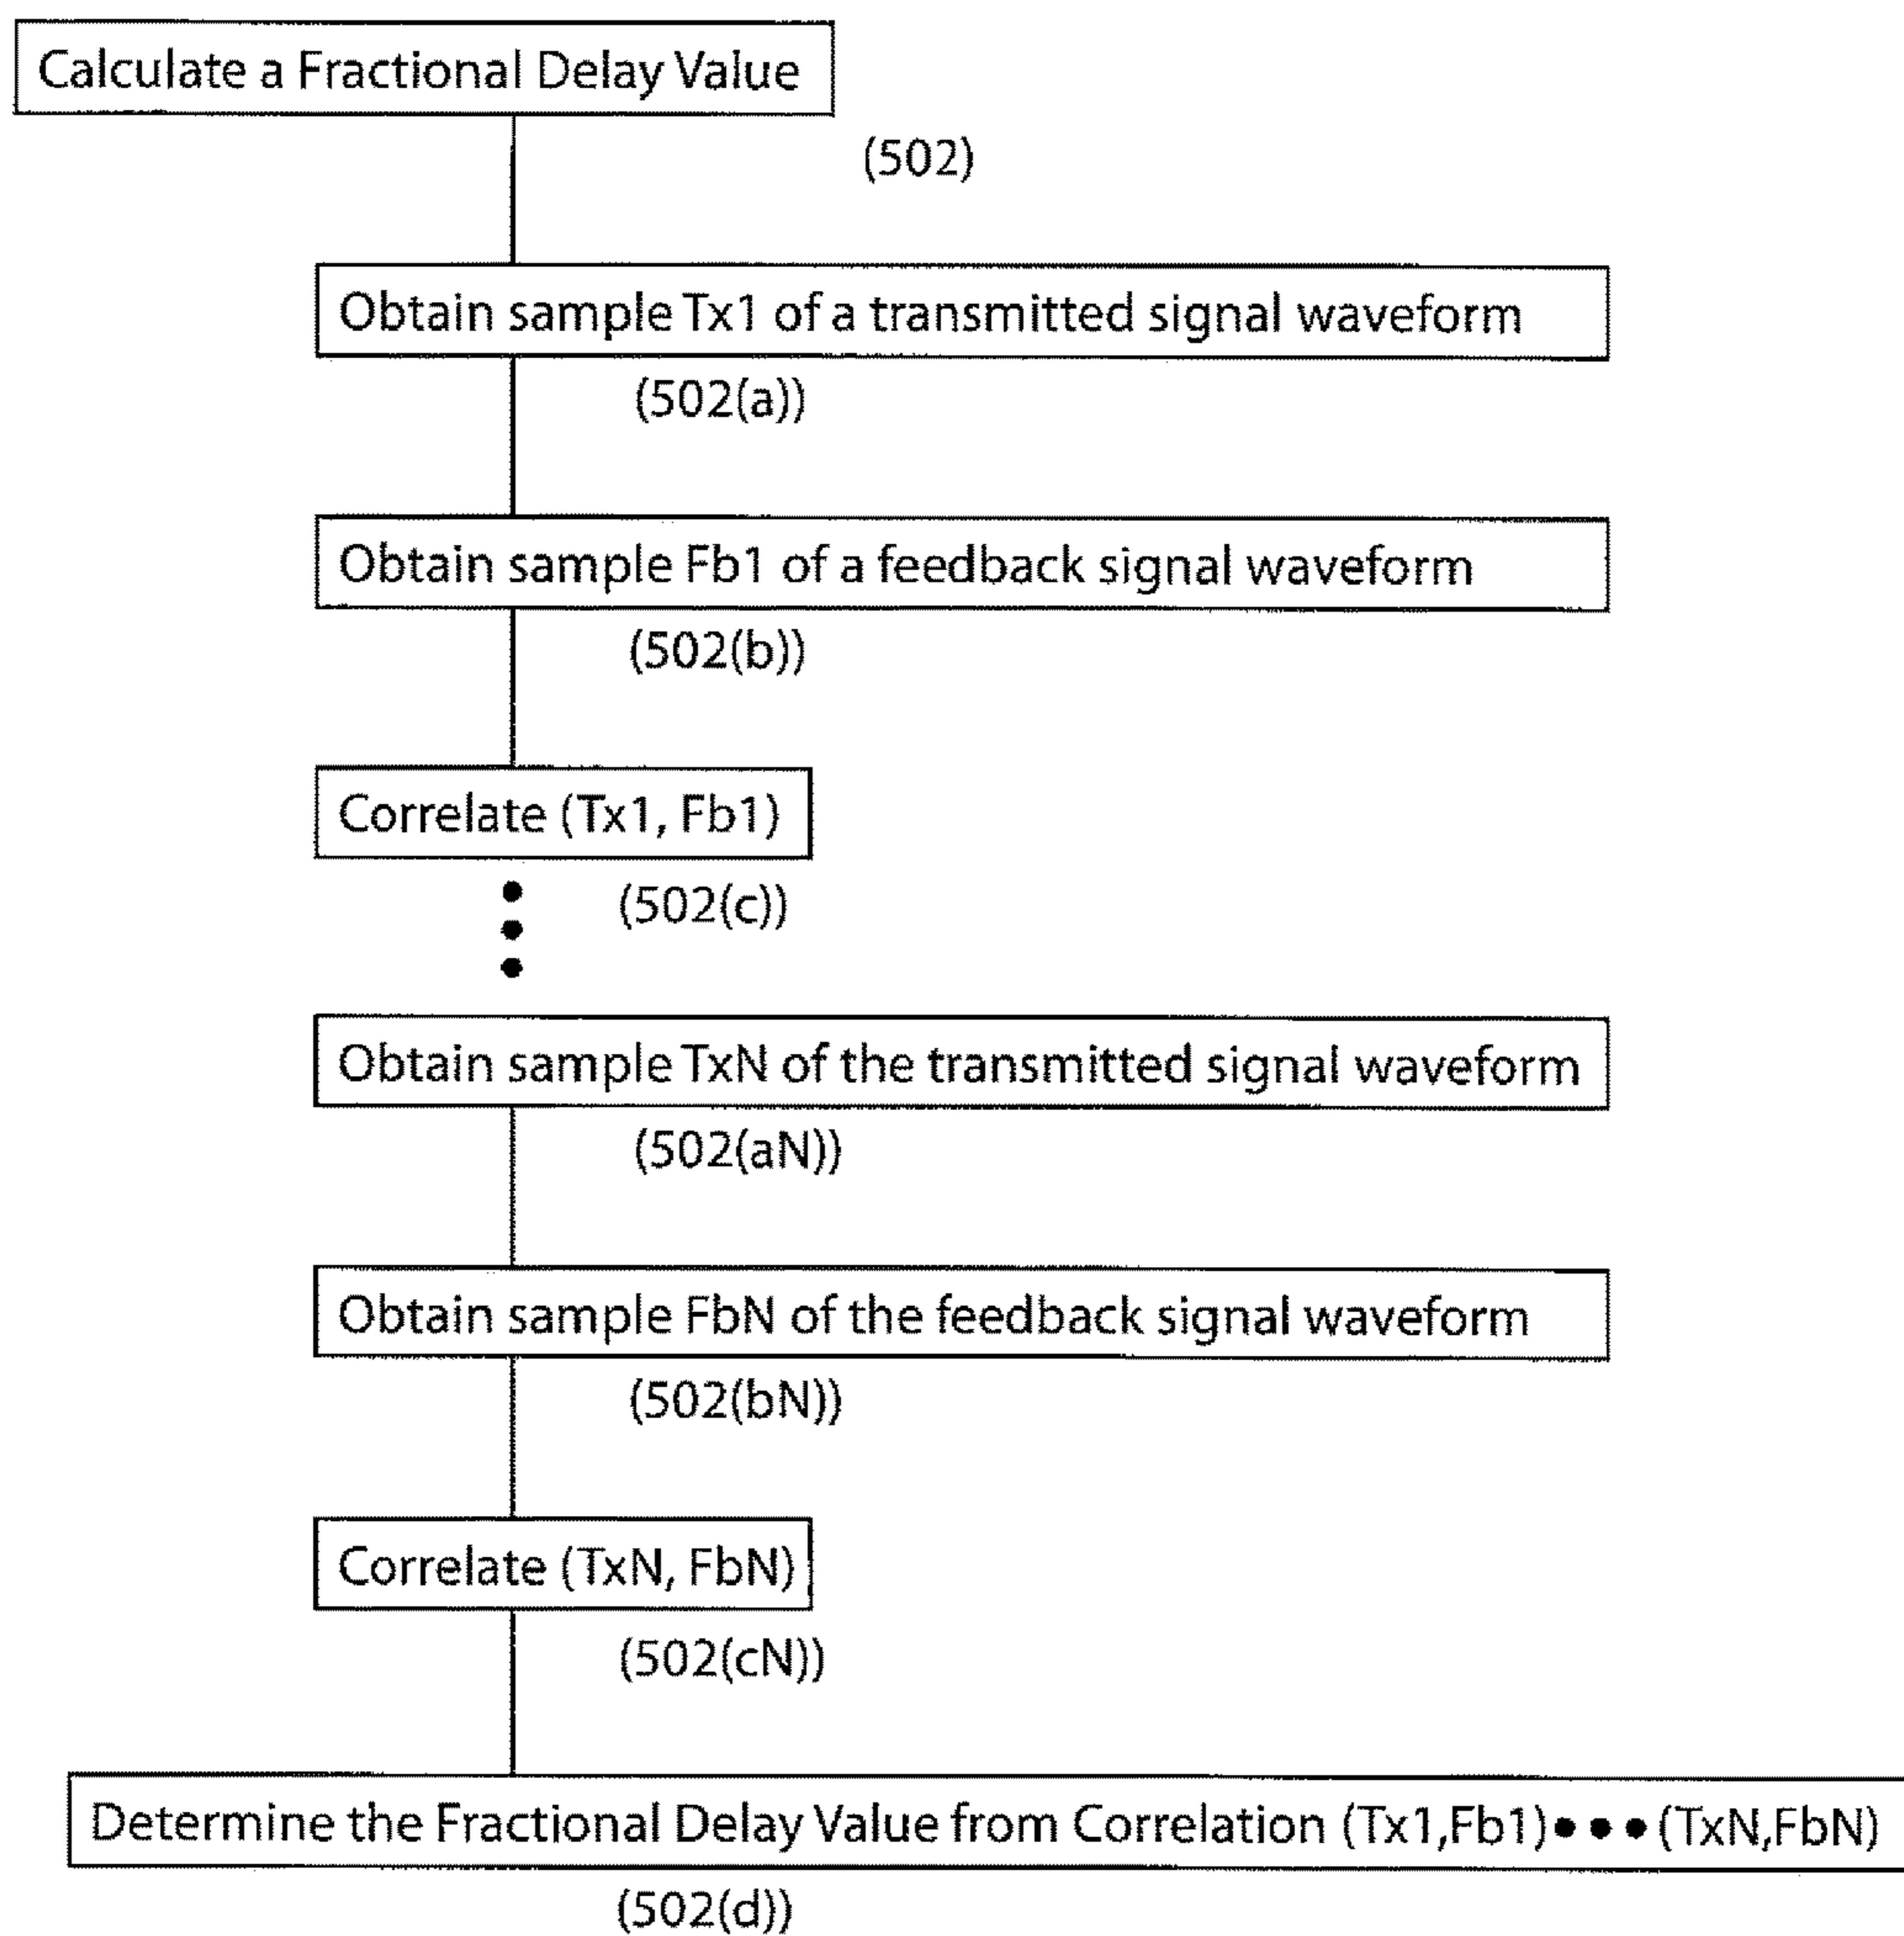 Calculate a Fractional Delay Value
(502)
Obtain sample Tx1 of a transmitted signal waveform
(502(a))
Obtain sample Fb1 of a feedback signal waveform
(502(b))
Correlate (Tx1, Fb1)
(502(c))
Obtain sample TxN of the transmitted signal waveform
(502(aN))
Obtain sample FbN of the feedback signal waveform
(502(bN))
Correlate (TxN, FbN)
(502(cN))
Determine the Fractional Delay Value from Correlation (Tx1,Fb1)•••(TxN,FbN)
(502(d))